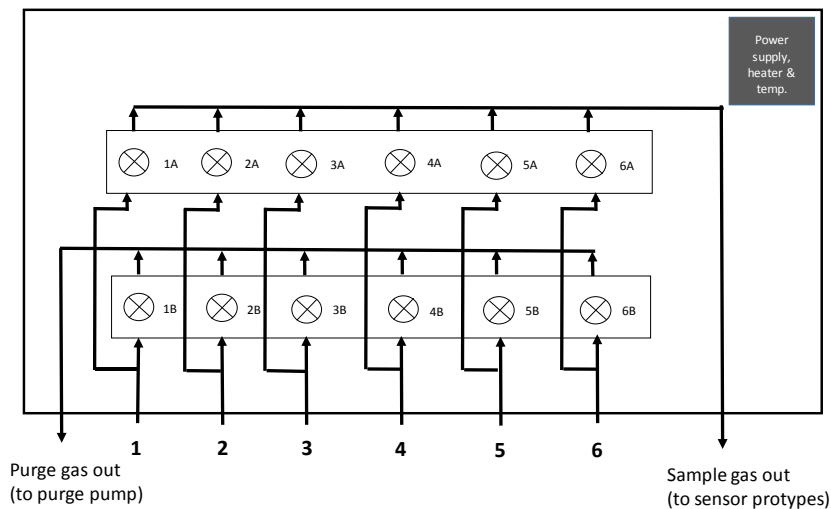 Power
supply,
heater &
temp.
1A
2A
3A
4A
5A
6A
1B
2B
3B
4B
5B
6B
1
2
3
4
5
6
Purge gas out
(to purge pump)
Sample gas out
(to sensor protypes)